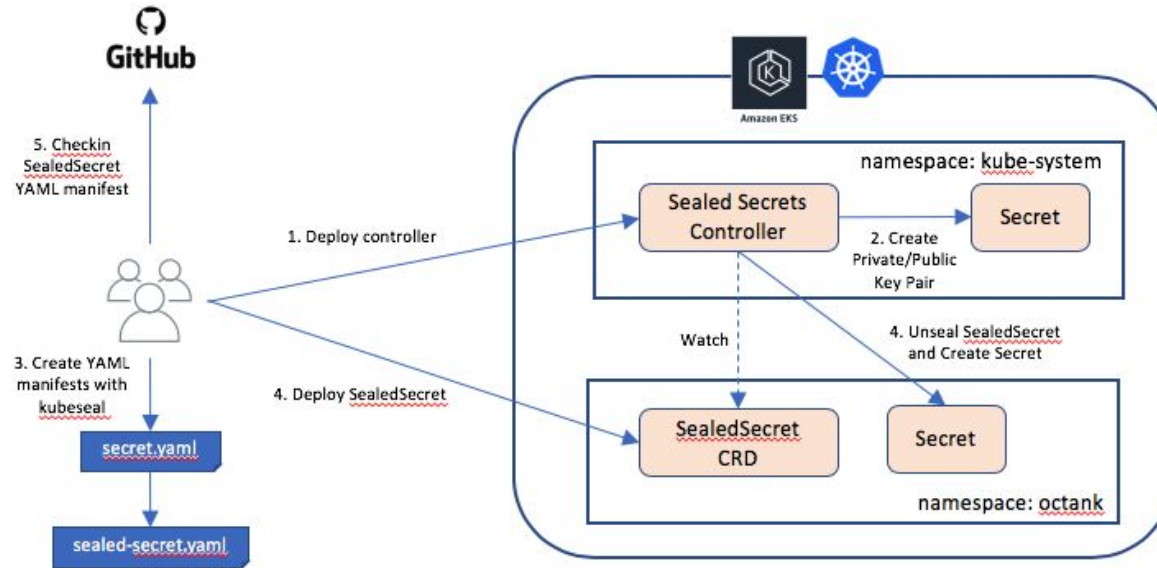 GitHub
5. Checkin
SealedSecret
YAML manifest
1. Deploy controller
3. Create YAML
manifests with
kubeseal
secret.yaml
sealed-secret.yaml
4. Deploy SealedSecret
Amazon EKS
namespace: kube-system
Sealed Secrets
Controller
Secret
2. Create
Private/Public
Key Pair
Watch
4. Unseal SealedSecret
and Create Secret
SealedSecret
CRD
Secret
namespace: octank